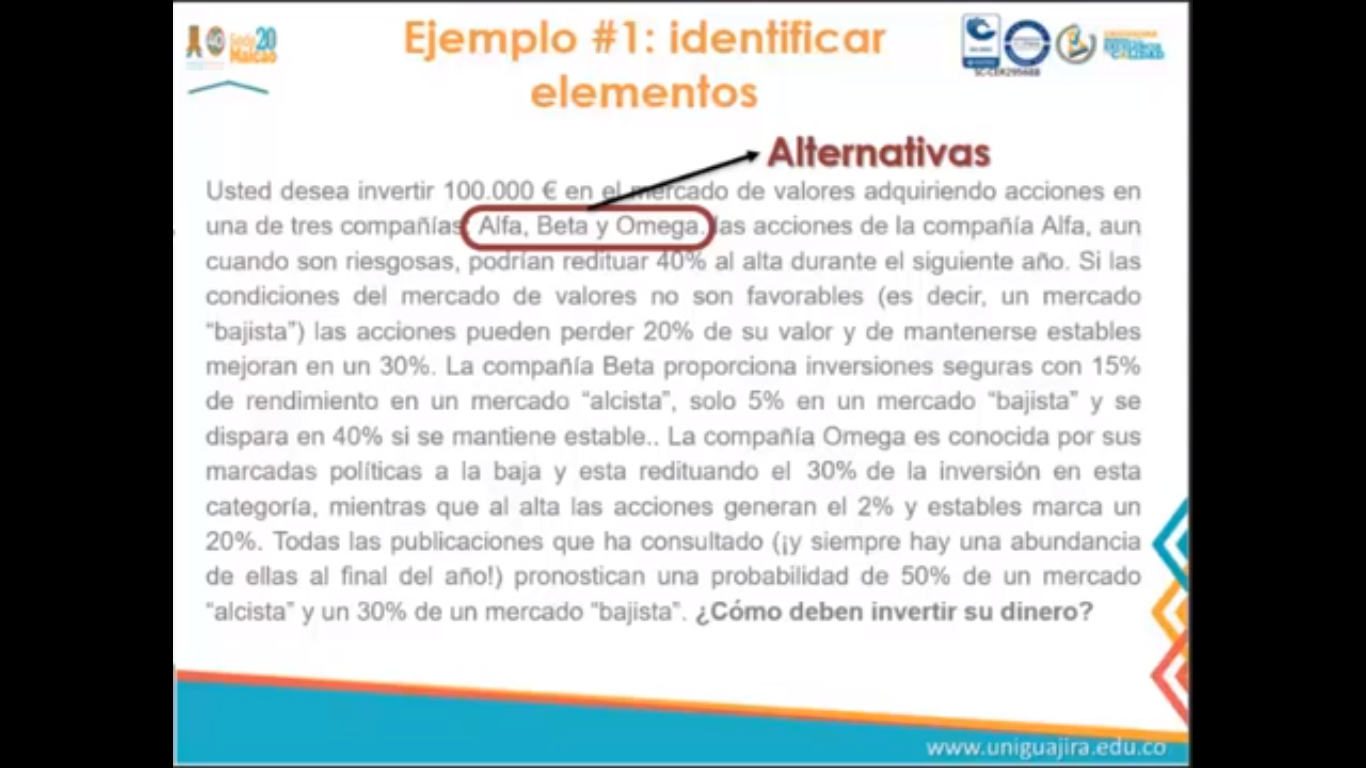 Ejemplo #1: identificar
elementos
20
Maicao
SC-CER295688
CALIDAD
Alternativas
Usted desea invertir 100.000 € en el mercado de valores adquiriendo acciones en
una de tres compañías: Alfa, Beta y Omega. las acciones de la compañía Alfa, aun
cuando son riesgosas, podrían redituar 40% al alta durante el siguiente año. Si las
condiciones del mercado de valores no son favorables (es decir, un mercado
“bajista”) las acciones pueden perder 20% de su valor y de mantenerse estables
mejoran en un 30%. La compañía Beta proporciona inversiones seguras con 15%
de rendimiento en un mercado “alcista”, solo 5% en un mercado “bajista” y se
dispara en 40% si se mantiene estable.. La compañía Omega es conocida por sus
marcadas políticas a la baja y esta redituando el 30% de la inversión en esta
categoría, mientras que al alta las acciones generan el 2% y estables marca un
20%. Todas las publicaciones que ha consultado (¡y siempre hay una abundancia
de ellas al final del año!) pronostican una probabilidad de 50% de un mercado
“alcista” y un 30% de un mercado “bajista”. ¿Cómo deben invertir su dinero?
www.uniguajira.edu.co